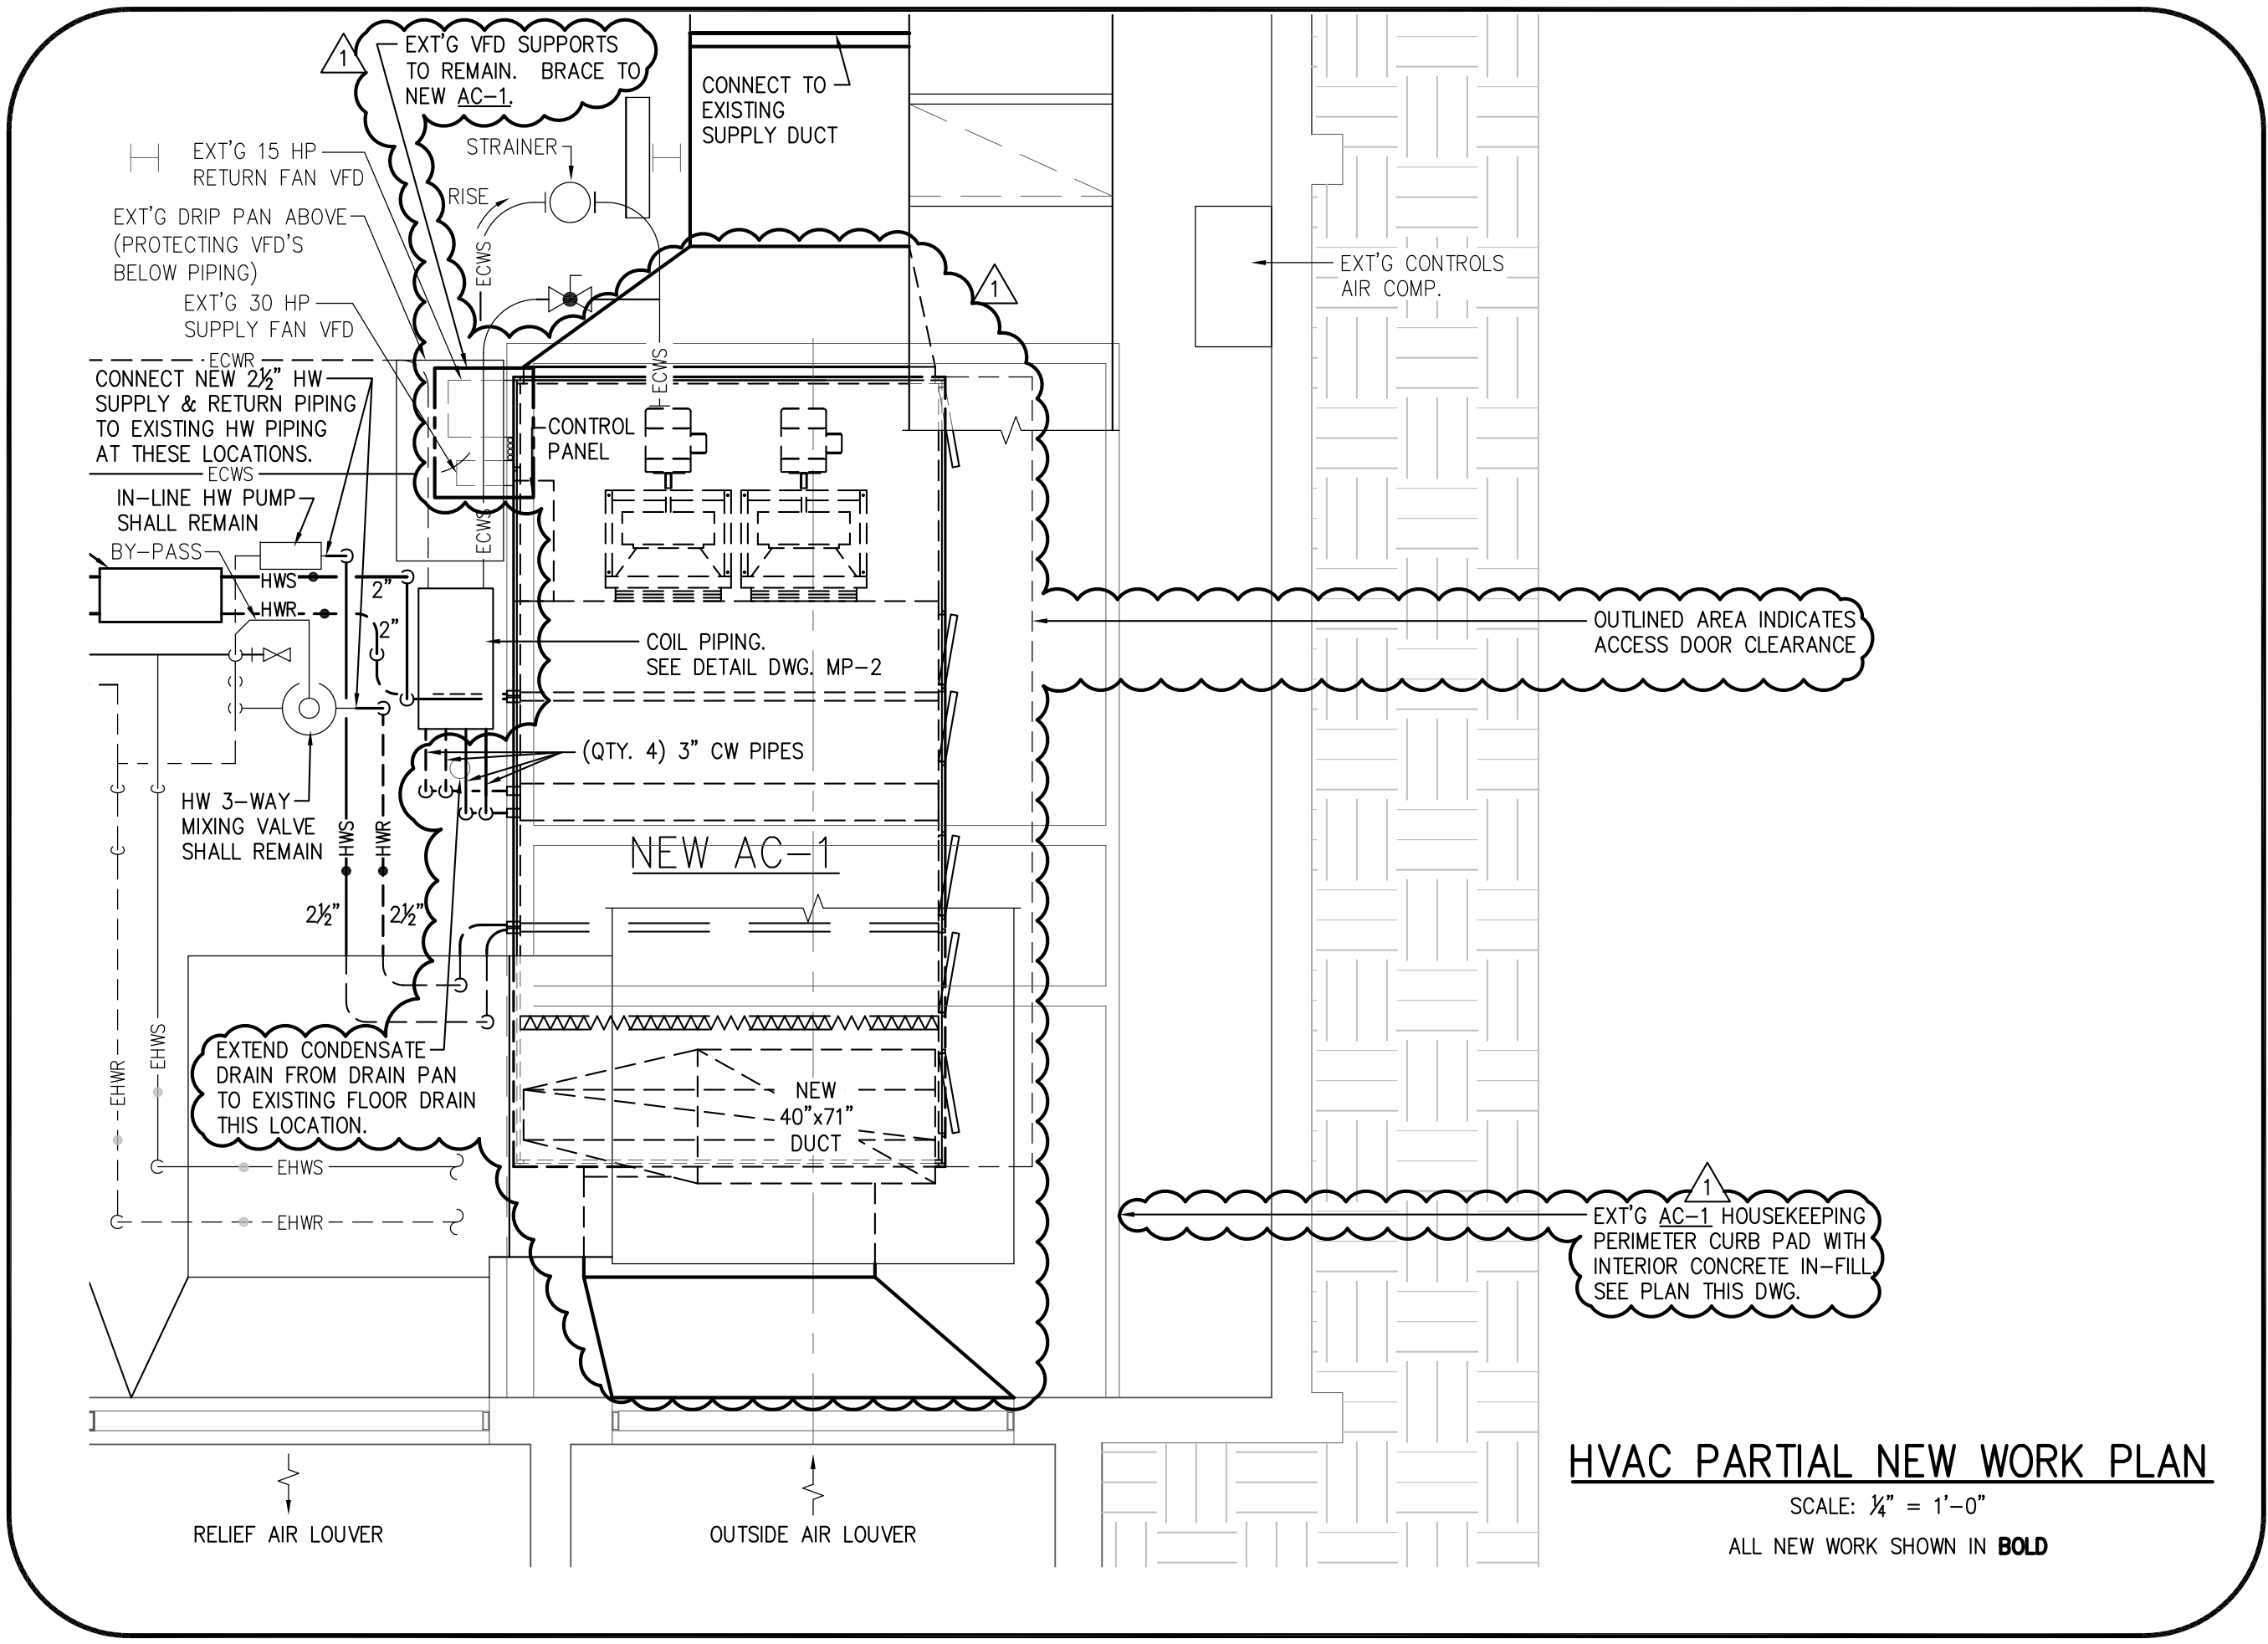 1
EXT'G VFD SUPPORTS
TO REMAIN. BRACE TO
NEW AC-1.
CONNECT TO
EXISTING
SUPPLY DUCT
STRAINER
EXT'G 15 HP
RETURN FAN VFD
RISE
EXT'G DRIP PAN ABOVE
(PROTECTING VFD'S
BELOW PIPING)
ECWS
EXT'G CONTROLS
AIR COMP.
1
EXT'G 30 HP
SUPPLY FAN VFD
ECWR
ECWS
CONNECT NEW 2½" HW
SUPPLY & RETURN PIPING
TO EXISTING HW PIPING
AT THESE LOCATIONS.
CONTROL
PANEL
ECWS
IN-LINE HW PUMP
SHALL REMAIN
ECWS
BY-PASS
HWS
2"
HWR
2"
OUTLINED AREA INDICATES
ACCESS DOOR CLEARANCE
COIL PIPING.
SEE DETAIL DWG. MP-2
(QTY. 4) 3" CW PIPES
HW 3-WAY
MIXING VALVE
SHALL REMAIN
HWS
HWR
NEW AC-1
2½"
2½"
EHWS
EHWR
EXTEND CONDENSATE
DRAIN FROM DRAIN PAN
TO EXISTING FLOOR DRAIN
THIS LOCATION.
NEW
40"x71"
DUCT
EHWS
EHWR
1
EXT'G AC-1 HOUSEKEEPING
PERIMETER CURB PAD WITH
INTERIOR CONCRETE IN-FILL.
SEE PLAN THIS DWG.
RELIEF AIR LOUVER
OUTSIDE AIR LOUVER
HVAC PARTIAL NEW WORK PLAN
SCALE: ¼" = 1'-0"
ALL NEW WORK SHOWN IN BOLD